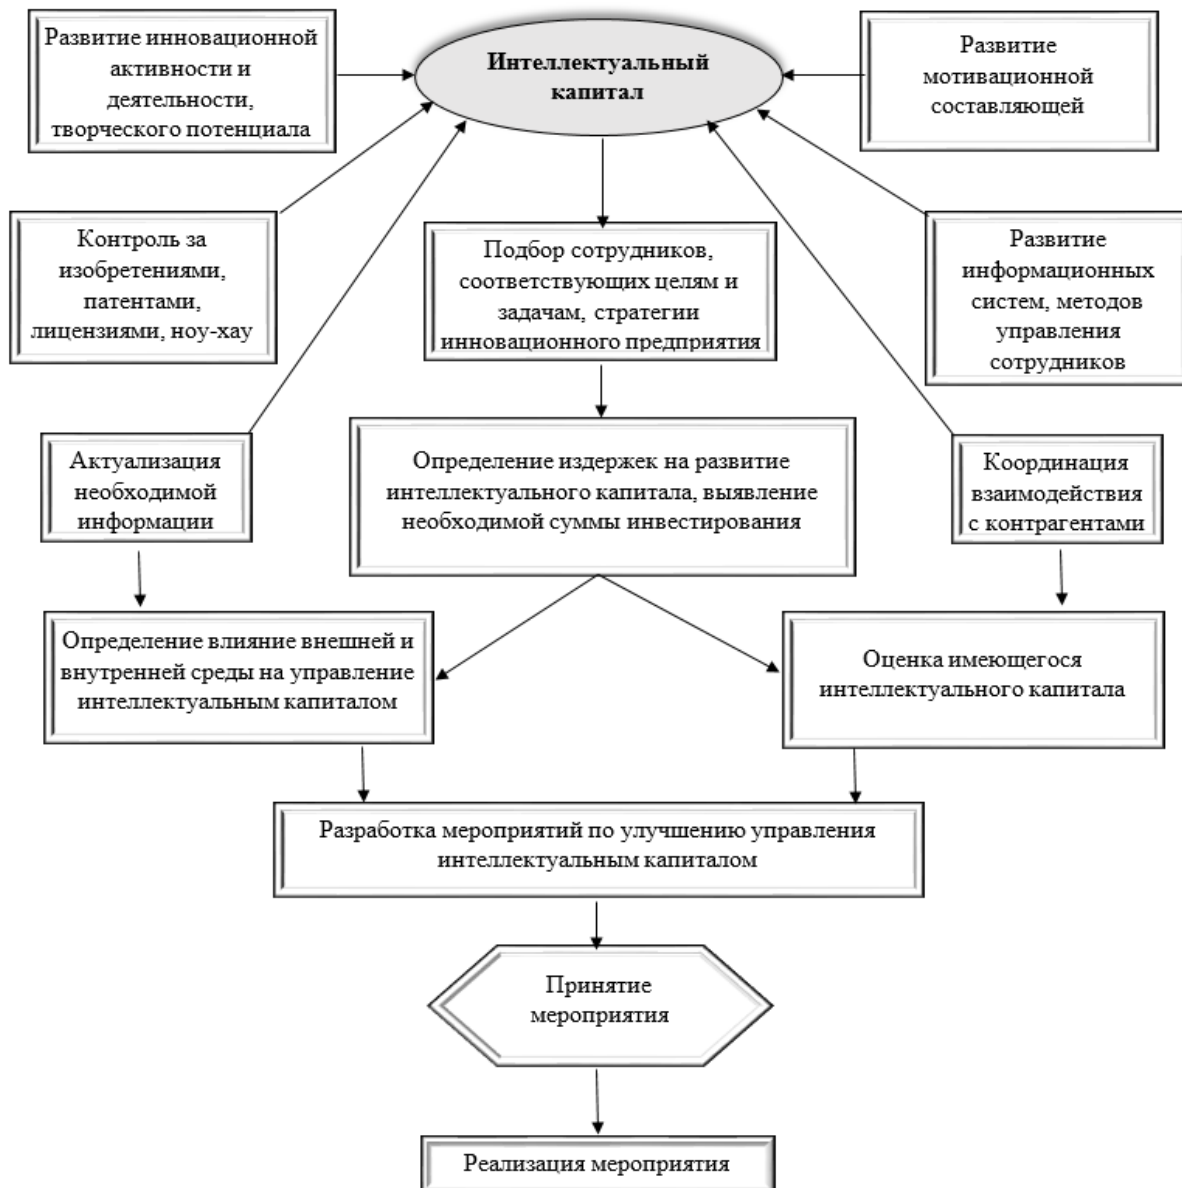 Развитие инновационной
активности и
деятельности,
творческого потенциала
Интеллектуальный
капитал
Развитие
мотивационной
составляющей
Контроль за
изобретениями,
патентами,
лицензиями, ноу-хау
Подбор сотрудников,
соответствующих целям и
задачам, стратегии
инновационного предприятия
Развитие
информационных
систем, методов
управления
сотрудников
Актуализация
необходимой
информации
Определение издержек на развитие
интеллектуального капитала, выявление
необходимой суммы инвестирования
Координация
взаимодействия
с контрагентами
Определение влияние внешней и
внутренней среды на управление
интеллектуальным капиталом
Оценка имеющегося
интеллектуального капитала
Разработка мероприятий по улучшению управления
интеллектуальным капиталом
Принятие
мероприятия
Реализация мероприятия